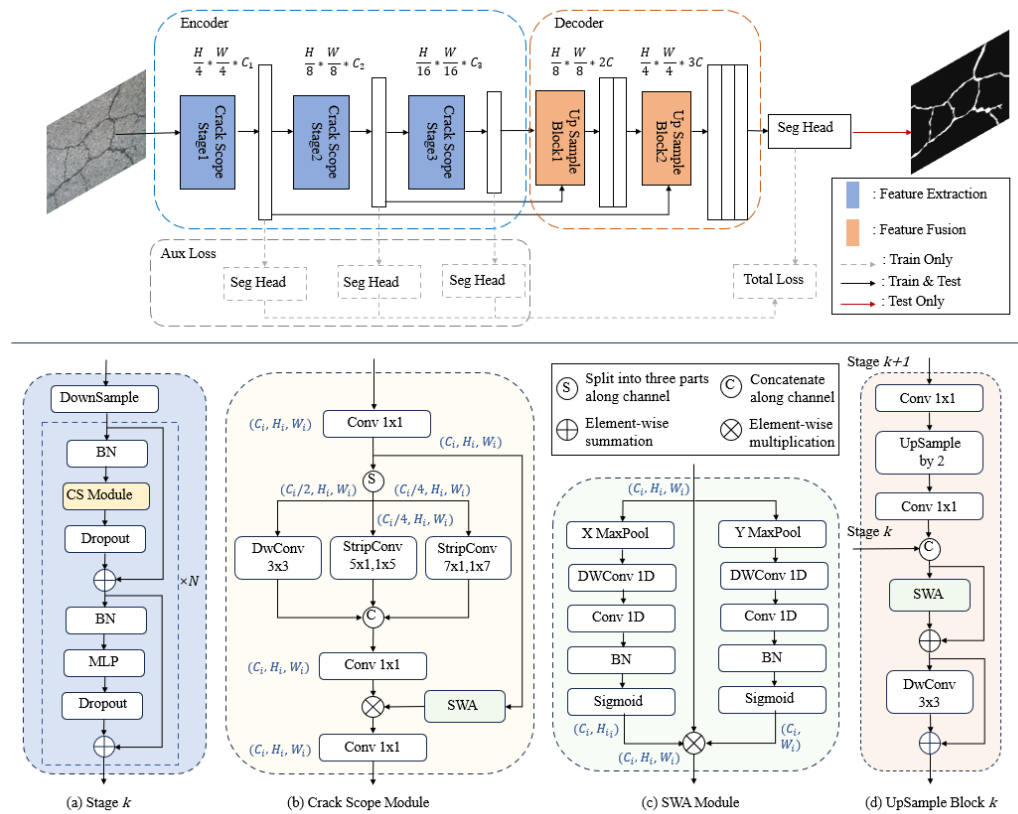 Encoder
Decoder
H/4 * W/4 * C₁
H/8 * W/8 * C₂
H/16 * W/16 * C₃
H/8 * W/8 * 2C
H/4 * W/4 * 3C
Crack Scope
Stage1
Crack Scope
Stage2
Crack Scope
Stage3
Up Sample
Block1
Up Sample
Block2
Seg Head
: Feature Extraction
: Feature Fusion
: Train Only
: Train & Test
: Test Only
Aux Loss
Seg Head
Seg Head
Seg Head
Total Loss
DownSample
BN
CS Module
Dropout
×N
BN
MLP
Dropout
(a) Stage k
(Cᵢ, Hᵢ, Wᵢ)
Conv 1x1
(Cᵢ, Hᵢ, Wᵢ)
S
(Cᵢ/2, Hᵢ, Wᵢ)
(Cᵢ/4, Hᵢ, Wᵢ)
(Cᵢ/4, Hᵢ, Wᵢ)
DwConv
3x3
StripConv
5x1,1x5
StripConv
7x1,1x7
C
(Cᵢ, Hᵢ, Wᵢ)
Conv 1x1
SWA
(Cᵢ, Hᵢ, Wᵢ)
Conv 1x1
(b) Crack Scope Module
S
Split into three parts
along channel
C
Concatenate
along channel
Element-wise
summation
Element-wise
multiplication
(Cᵢ, Hᵢ, Wᵢ)
X MaxPool
DWConv 1D
Conv 1D
BN
Sigmoid
(Cᵢ, Hᵢᵢ)
Y MaxPool
DWConv 1D
Conv 1D
BN
Sigmoid
(Cᵢ,
Wᵢ)
(Cᵢ, Hᵢ, Wᵢ)
(c) SWA Module
Stage k+1
Conv 1x1
UpSample
by 2
Conv 1x1
Stage k
C
SWA
DwConv
3x3
(d) UpSample Block k